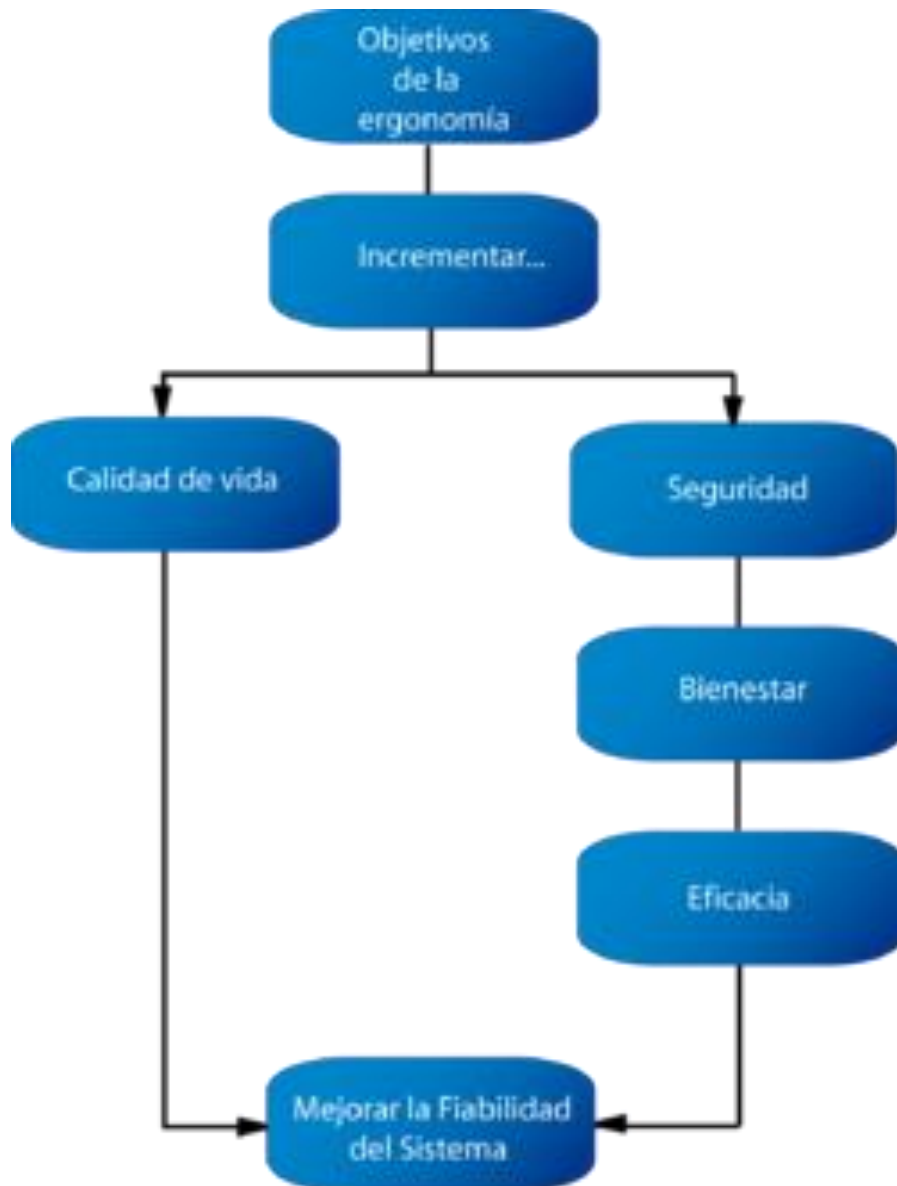 Objetivos
de la
ergonomía
Incrementar...
Calidad de vida
Seguridad
Bienestar
Eficacia
Mejorar la Fiabilidad
del Sistema